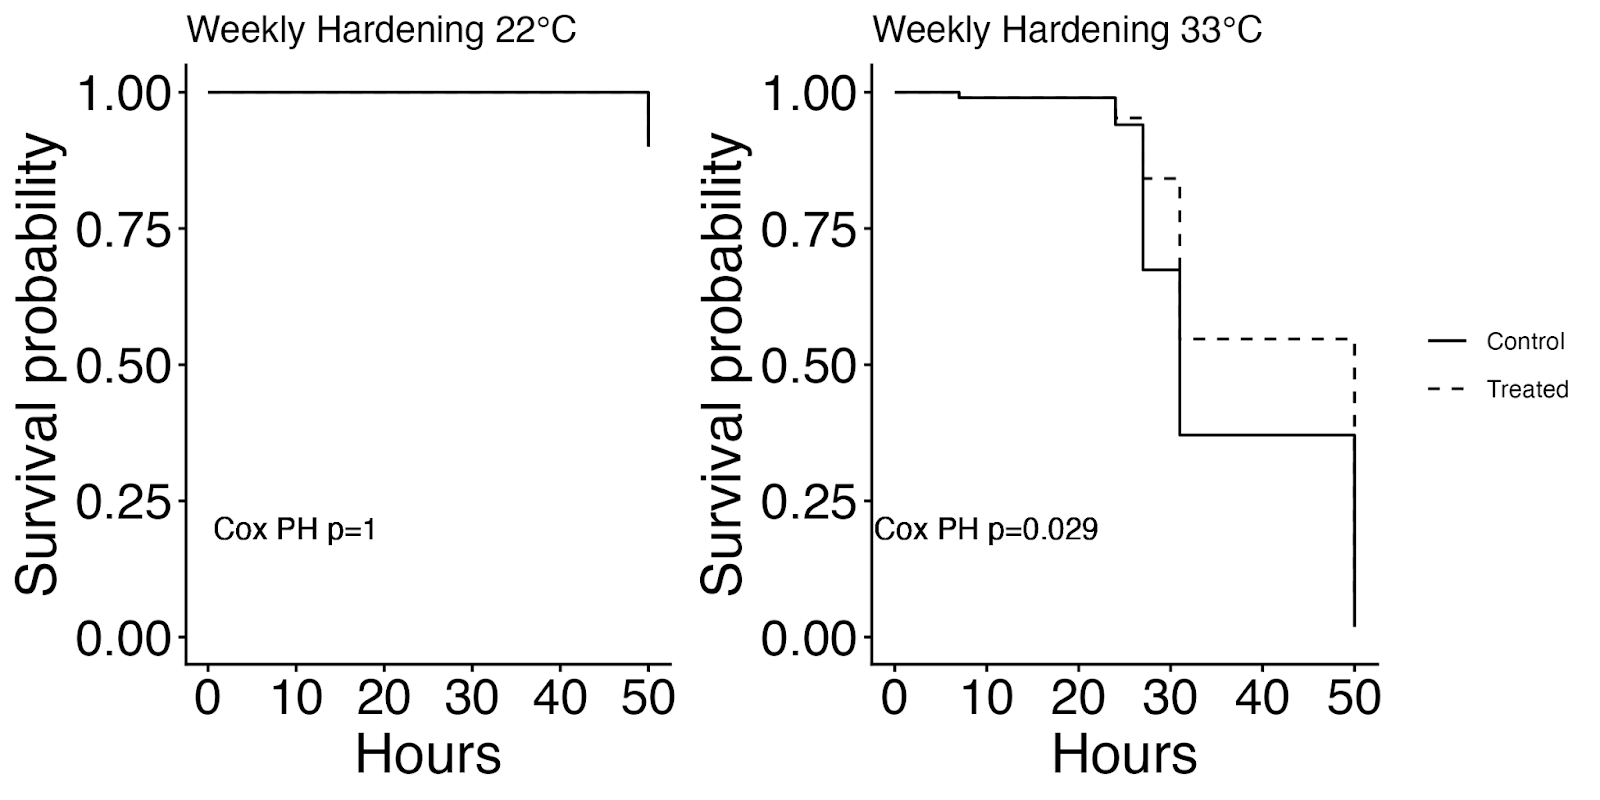 Weekly Hardening 22°C
Survival probability
1.00
0.75
0.50
0.25
0.00
Cox PH p=1
0 10 20 30 40 50
Hours
Weekly Hardening 33°C
Survival probability
1.00
0.75
0.50
0.25
0.00
Cox PH p=0.029
0 10 20 30 40 50
Hours
Control
Treated